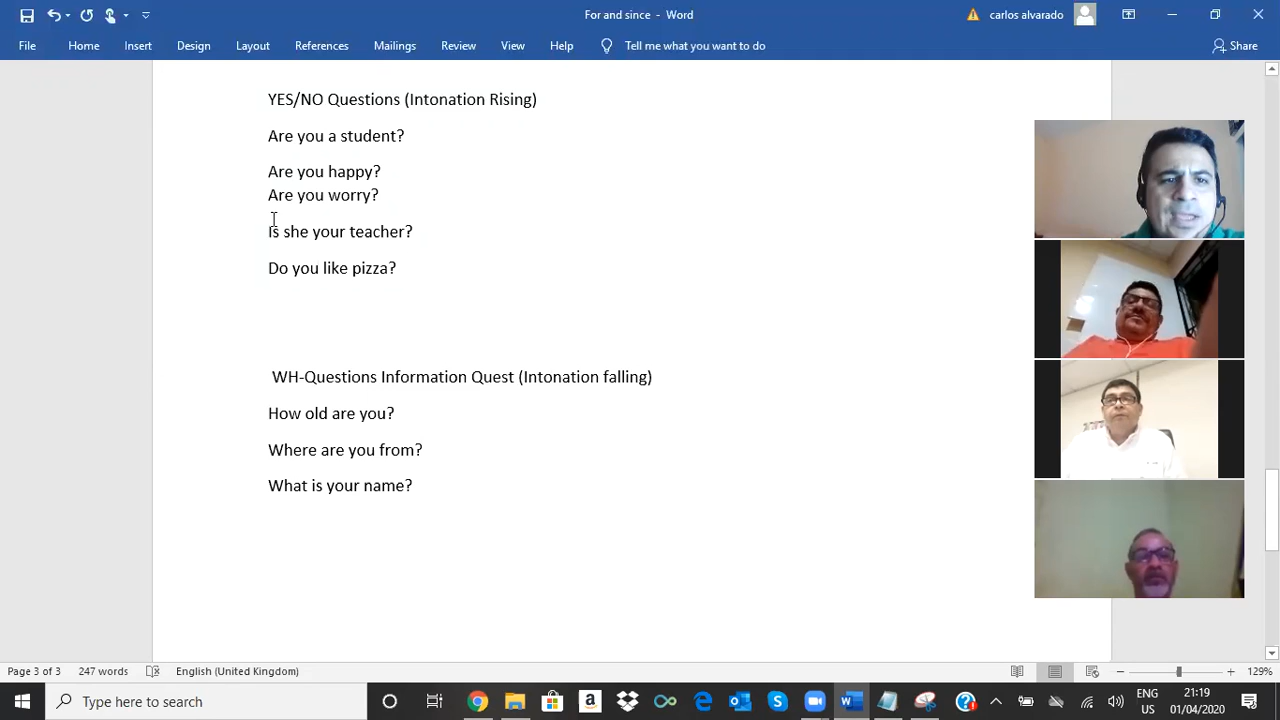 For and since - Word
carlos alvarado
File Home Insert Design Layout References Mailings Review View Help Tell me what you want to do Share
YES/NO Questions (Intonation Rising)
Are you a student?
Are you happy?
Are you worry?
Is she your teacher?
Do you like pizza?
WH-Questions Information Quest (Intonation falling)
How old are you?
Where are you from?
What is your name?
Page 3 of 3 247 words English (United Kingdom) 129%
Type here to search
ENG 21:19
US 01/04/2020